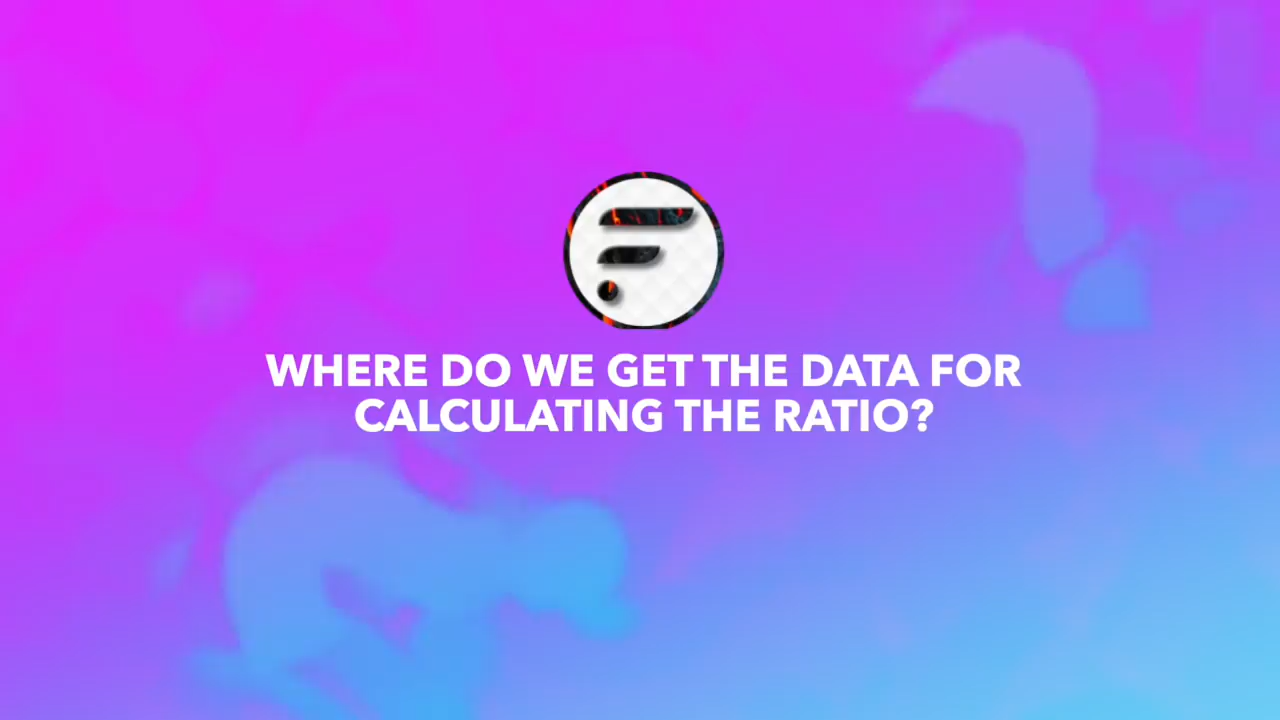 WHERE DO WE GET THE DATA FOR
CALCULATING THE RATIO?